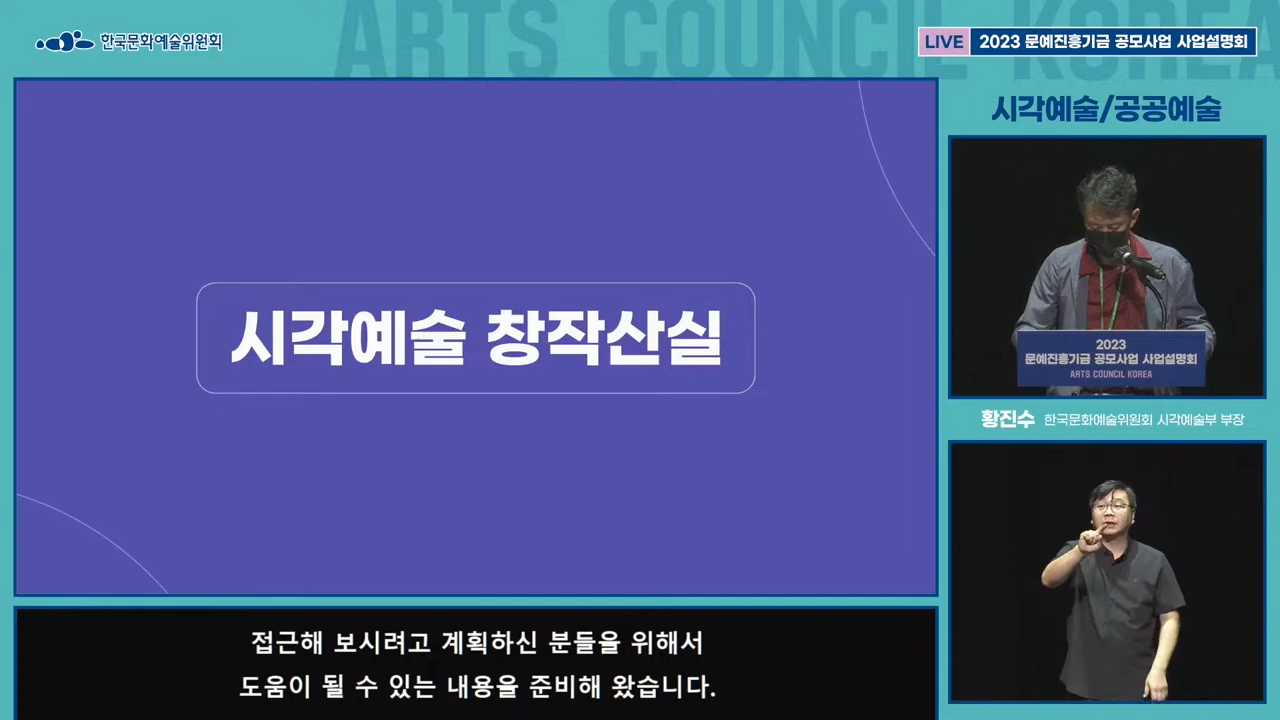 ARTS COUNCIL KOREA
한국문화예술위원회
LIVE 2023 문예진흥기금 공모사업 사업설명회
시각예술/공공예술
시각예술 창작산실
2023
문예진흥기금 공모사업 사업설명회
ARTS COUNCIL KOREA
황진수 한국문화예술위원회 시각예술부 부장
접근해 보시려고 계획하신 분들을 위해서
도움이 될 수 있는 내용을 준비해 왔습니다.